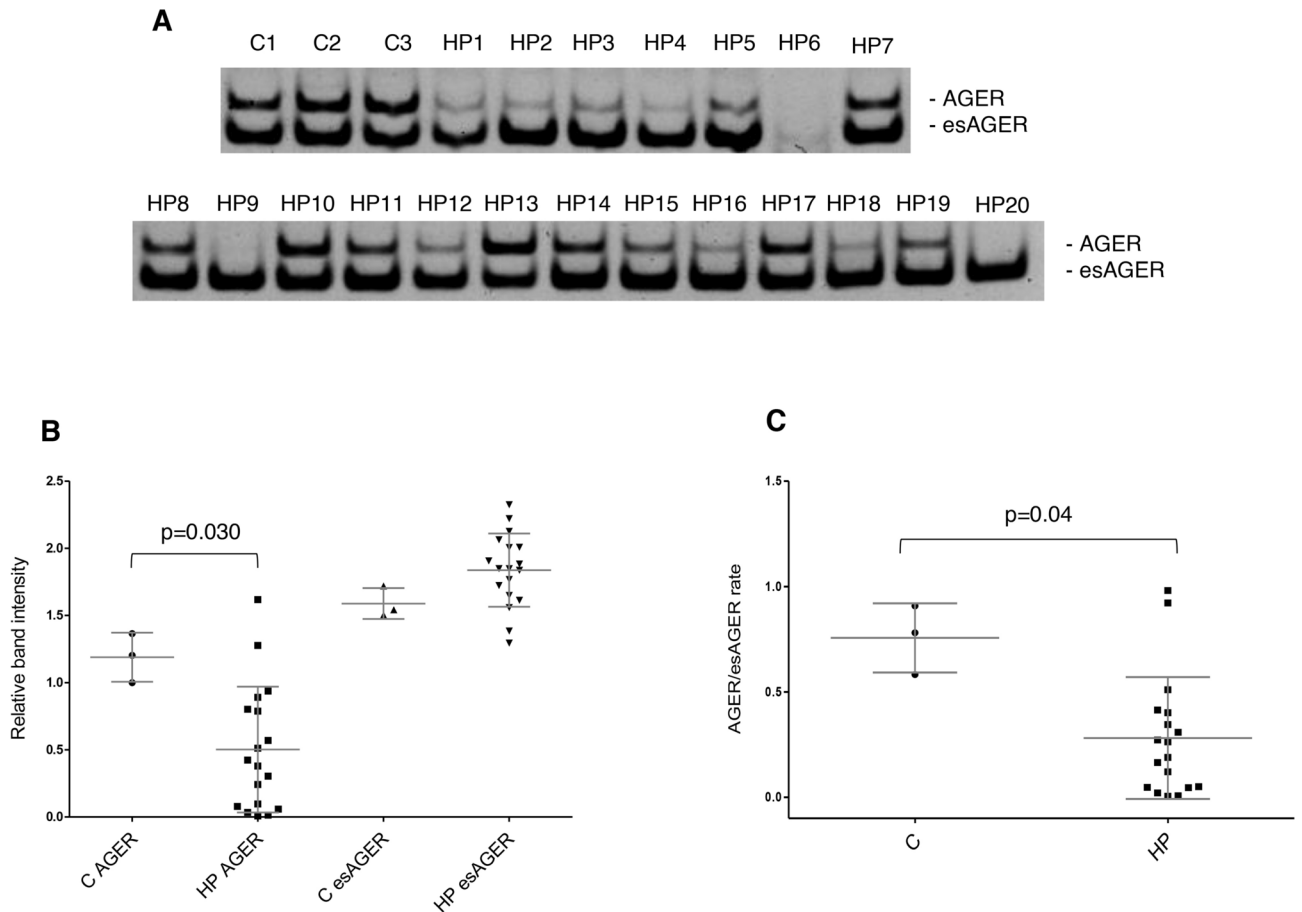 A
C1 C2 C3 HP1 HP2 HP3 HP4 HP5 HP6 HP7
- AGER
- esAGER
HP8 HP9 HP10 HP11 HP12 HP13 HP14 HP15 HP16 HP17 HP18 HP19 HP20
- AGER
- esAGER
B
Relative band intensity
2.5
2.0
1.5
1.0
0.5
0.0
p=0.030
C AGER
HP AGER
C esAGER
HP esAGER
C
AGER/esAGER rate
1.5
1.0
0.5
0.0
p=0.04
C
HP